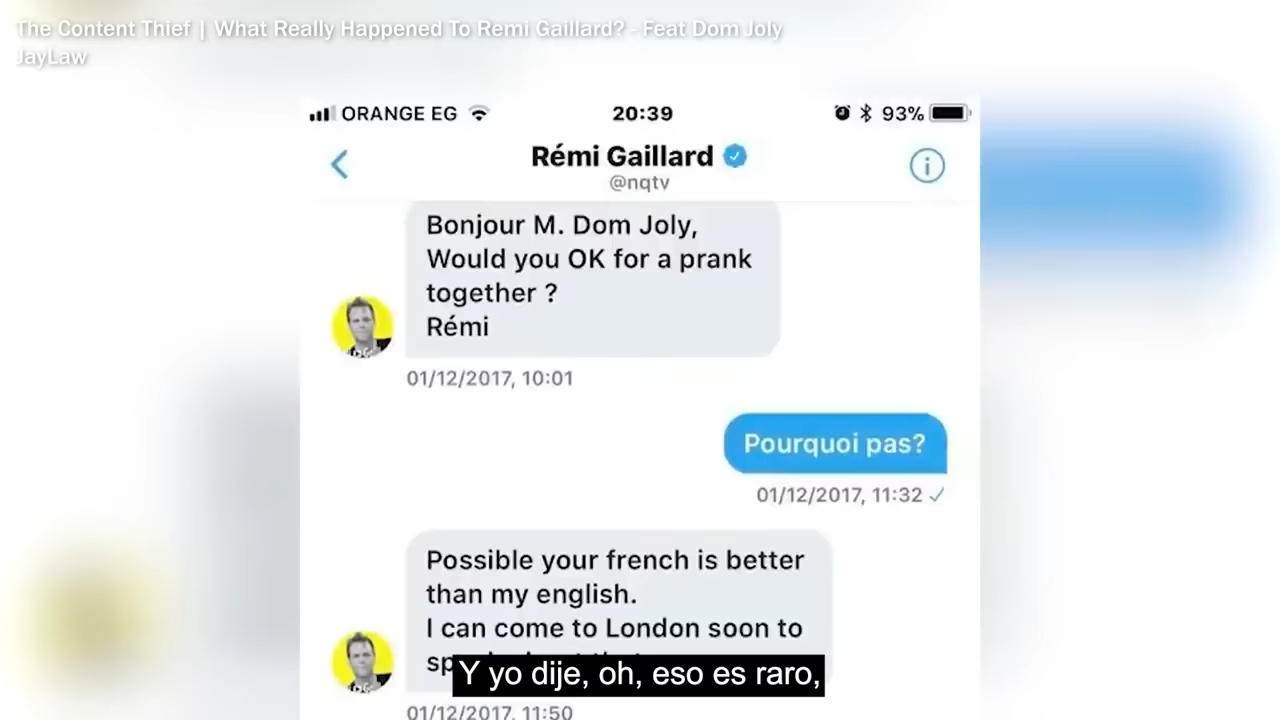 The Content Thief | What Really Happened To Remi Gaillard? - Feat Dom Joly
JayLaw
ORANGE EG 20:39 93%
Rémi Gaillard
@nqtv
Bonjour M. Dom Joly,
Would you OK for a prank
together ?
Rémi
01/12/2017, 10:01
Pourquoi pas?
01/12/2017, 11:32
Possible your french is better
than my english.
I can come to London soon to
Y yo dije, oh, eso es raro,
01/12/2017, 11:50